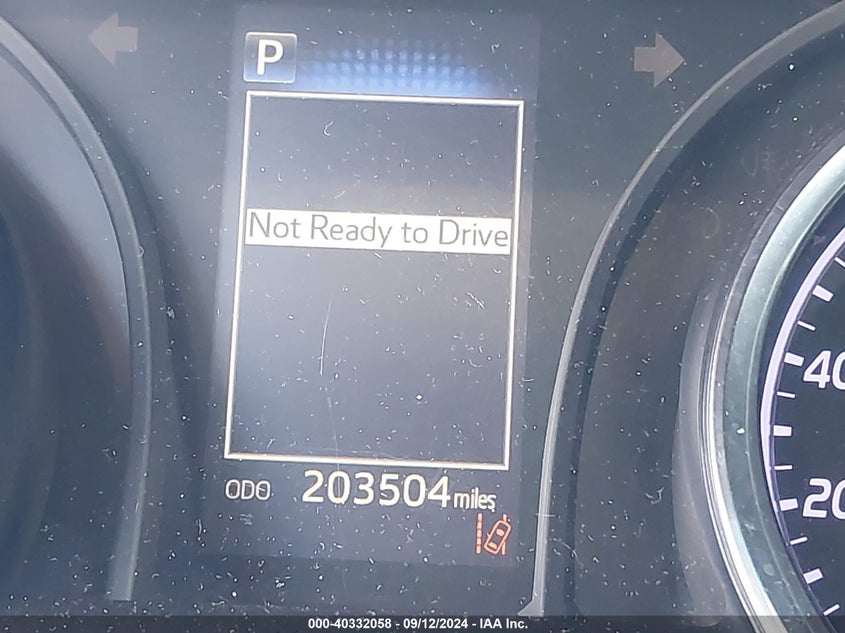 P
Not Ready to Drive
40
20
ODO 203504 miles
000-40332058 - 09/12/2024 - IAA Inc.